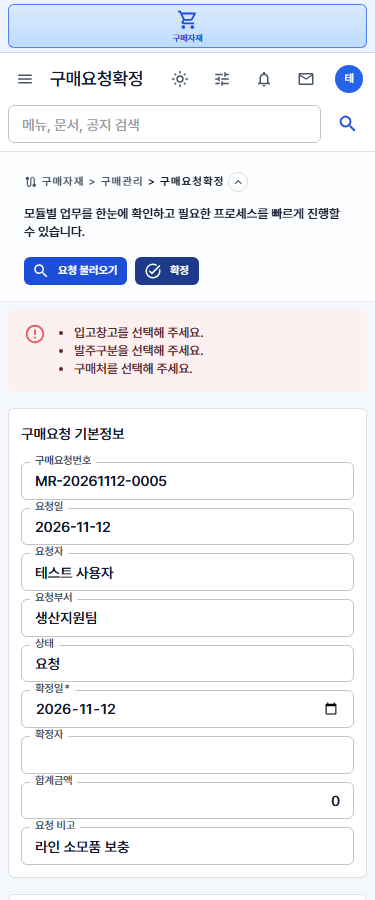 구매자재
구매요청확정
테
메뉴, 문서, 공지 검색
구매자재 > 구매관리 > 구매요청확정
모듈별 업무를 한눈에 확인하고 필요한 프로세스를 빠르게 진행할
수 있습니다.
요청 불러오기 확정
• 입고창고를 선택해 주세요.
• 발주구분을 선택해 주세요.
• 구매처를 선택해 주세요.
구매요청 기본정보
구매요청번호
MR-20261112-0005
요청일
2026-11-12
요청자
테스트 사용자
요청부서
생산지원팀
상태
요청
확정일*
2026-11-12
확정자
합계금액
0
요청 비고
라인 소모품 보충